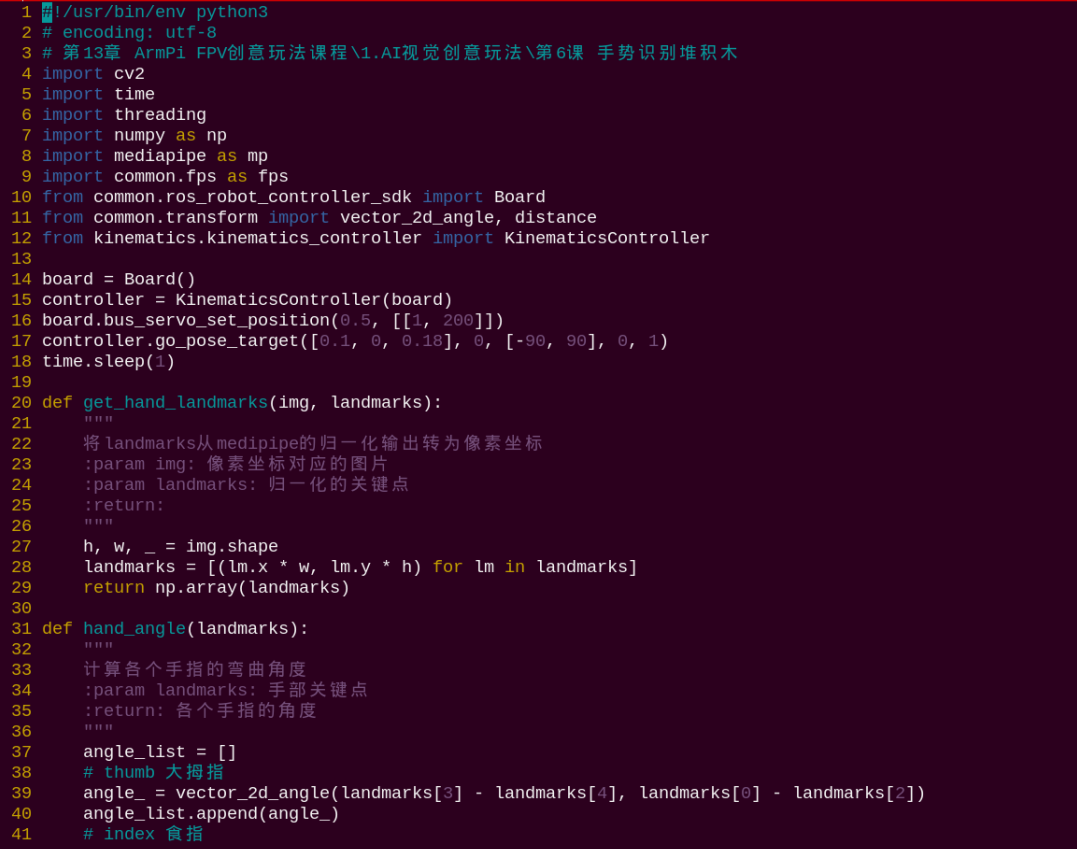 1 #!/usr/bin/env python3
2 # encoding: utf-8
3 # 第13章 ArmPi FPV创意玩法课程\1.AI视觉创意玩法\第6课 手势识别堆积木
4 import cv2
5 import time
6 import threading
7 import numpy as np
8 import mediapipe as mp
9 import common.fps as fps
10 from common.ros_robot_controller_sdk import Board
11 from common.transform import vector_2d_angle, distance
12 from kinematics.kinematics_controller import KinematicsController
13
14 board = Board()
15 controller = KinematicsController(board)
16 board.bus_servo_set_position(0.5, [[1, 200]])
17 controller.go_pose_target([0.1, 0, 0.18], 0, [-90, 90], 0, 1)
18 time.sleep(1)
19
20 def get_hand_landmarks(img, landmarks):
21     """
22     将landmarks从medipipe的归一化输出转为像素坐标
23     :param img: 像素坐标对应的图片
24     :param landmarks: 归一化的关键点
25     :return:
26     """
27     h, w, _ = img.shape
28     landmarks = [(lm.x * w, lm.y * h) for lm in landmarks]
29     return np.array(landmarks)
30
31 def hand_angle(landmarks):
32     """
33     计算各个手指的弯曲角度
34     :param landmarks: 手部关键点
35     :return: 各个手指的角度
36     """
37     angle_list = []
38     # thumb 大拇指
39     angle_ = vector_2d_angle(landmarks[3] - landmarks[4], landmarks[0] - landmarks[2])
40     angle_list.append(angle_)
41     # index 食指